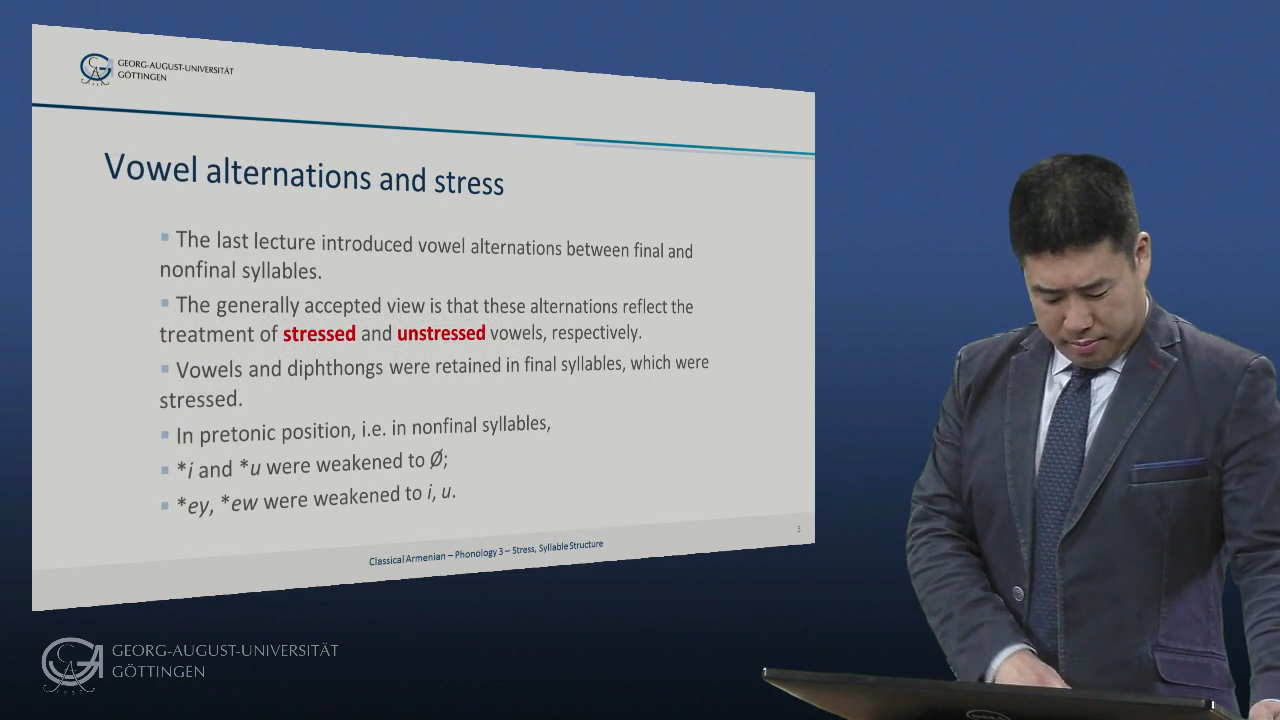 GEORG-AUGUST-UNIVERSITÄT
GÖTTINGEN
Vowel alternations and stress
The last lecture introduced vowel alternations between final and
nonfinal syllables.
The generally accepted view is that these alternations reflect the
treatment of stressed and unstressed vowels, respectively.
Vowels and diphthongs were retained in final syllables, which were
stressed.
In pretonic position, i.e. in nonfinal syllables,
*i and *u were weakened to Ø;
*ey, *ew were weakened to i, u.
3
Classical Armenian – Phonology 3 – Stress, Syllable Structure
GEORG-AUGUST-UNIVERSITÄT
GÖTTINGEN